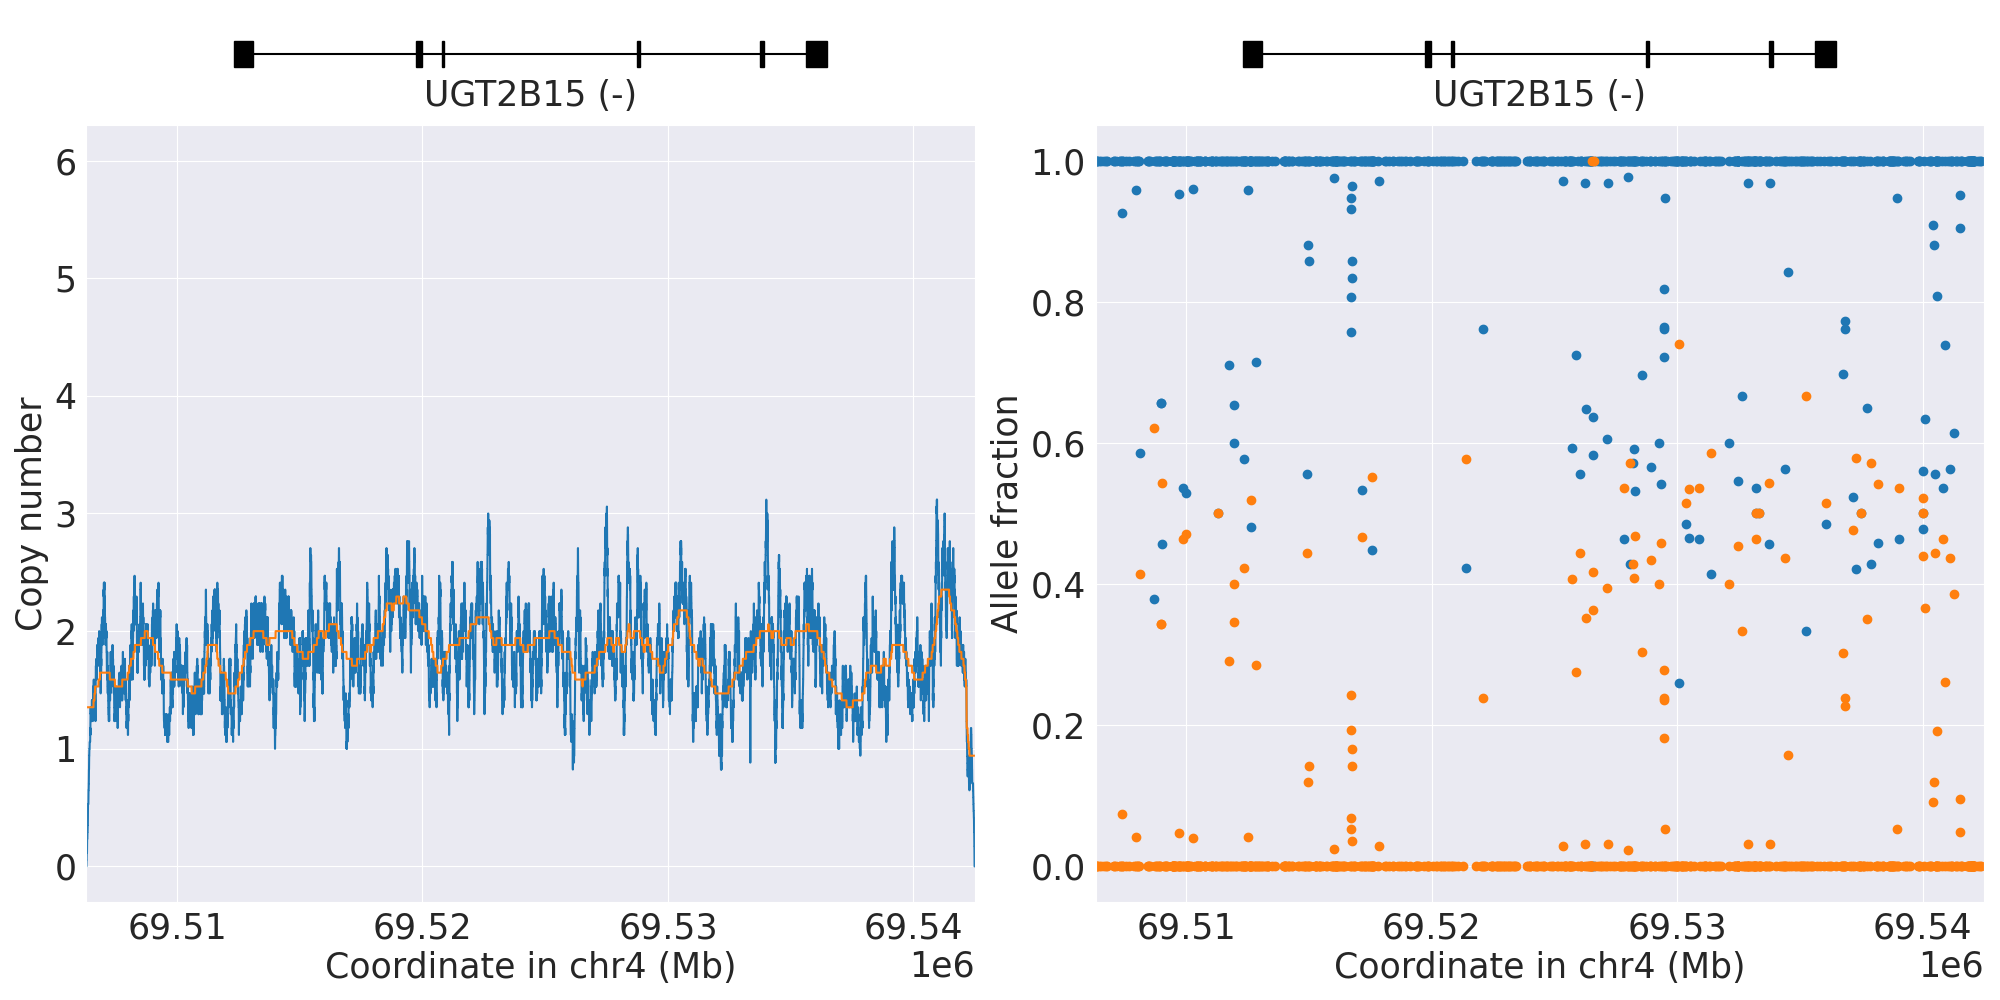 UGT2B15 (-)
6
5
4
3
2
1
0
Copy number
69.51
69.52
69.53
69.54
Coordinate in chr4 (Mb)
1e6
UGT2B15 (-)
1.0
0.8
0.6
0.4
0.2
0.0
Allele fraction
69.51
69.52
69.53
69.54
Coordinate in chr4 (Mb)
1e6